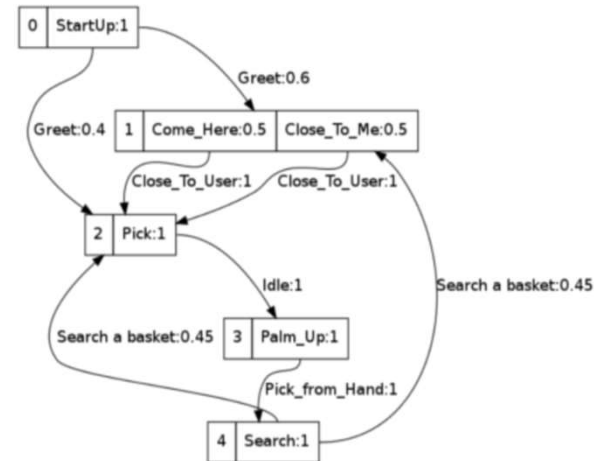 0 StartUp:1
Greet:0.6
Greet:0.4
1 Come_Here:0.5 Close_To_Me:0.5
Close_To_User:1 Close_To_User:1
2 Pick:1
Idle:1
Search a basket:0.45
Search a basket:0.45
3 Palm_Up:1
Pick_from_Hand:1
4 Search:1